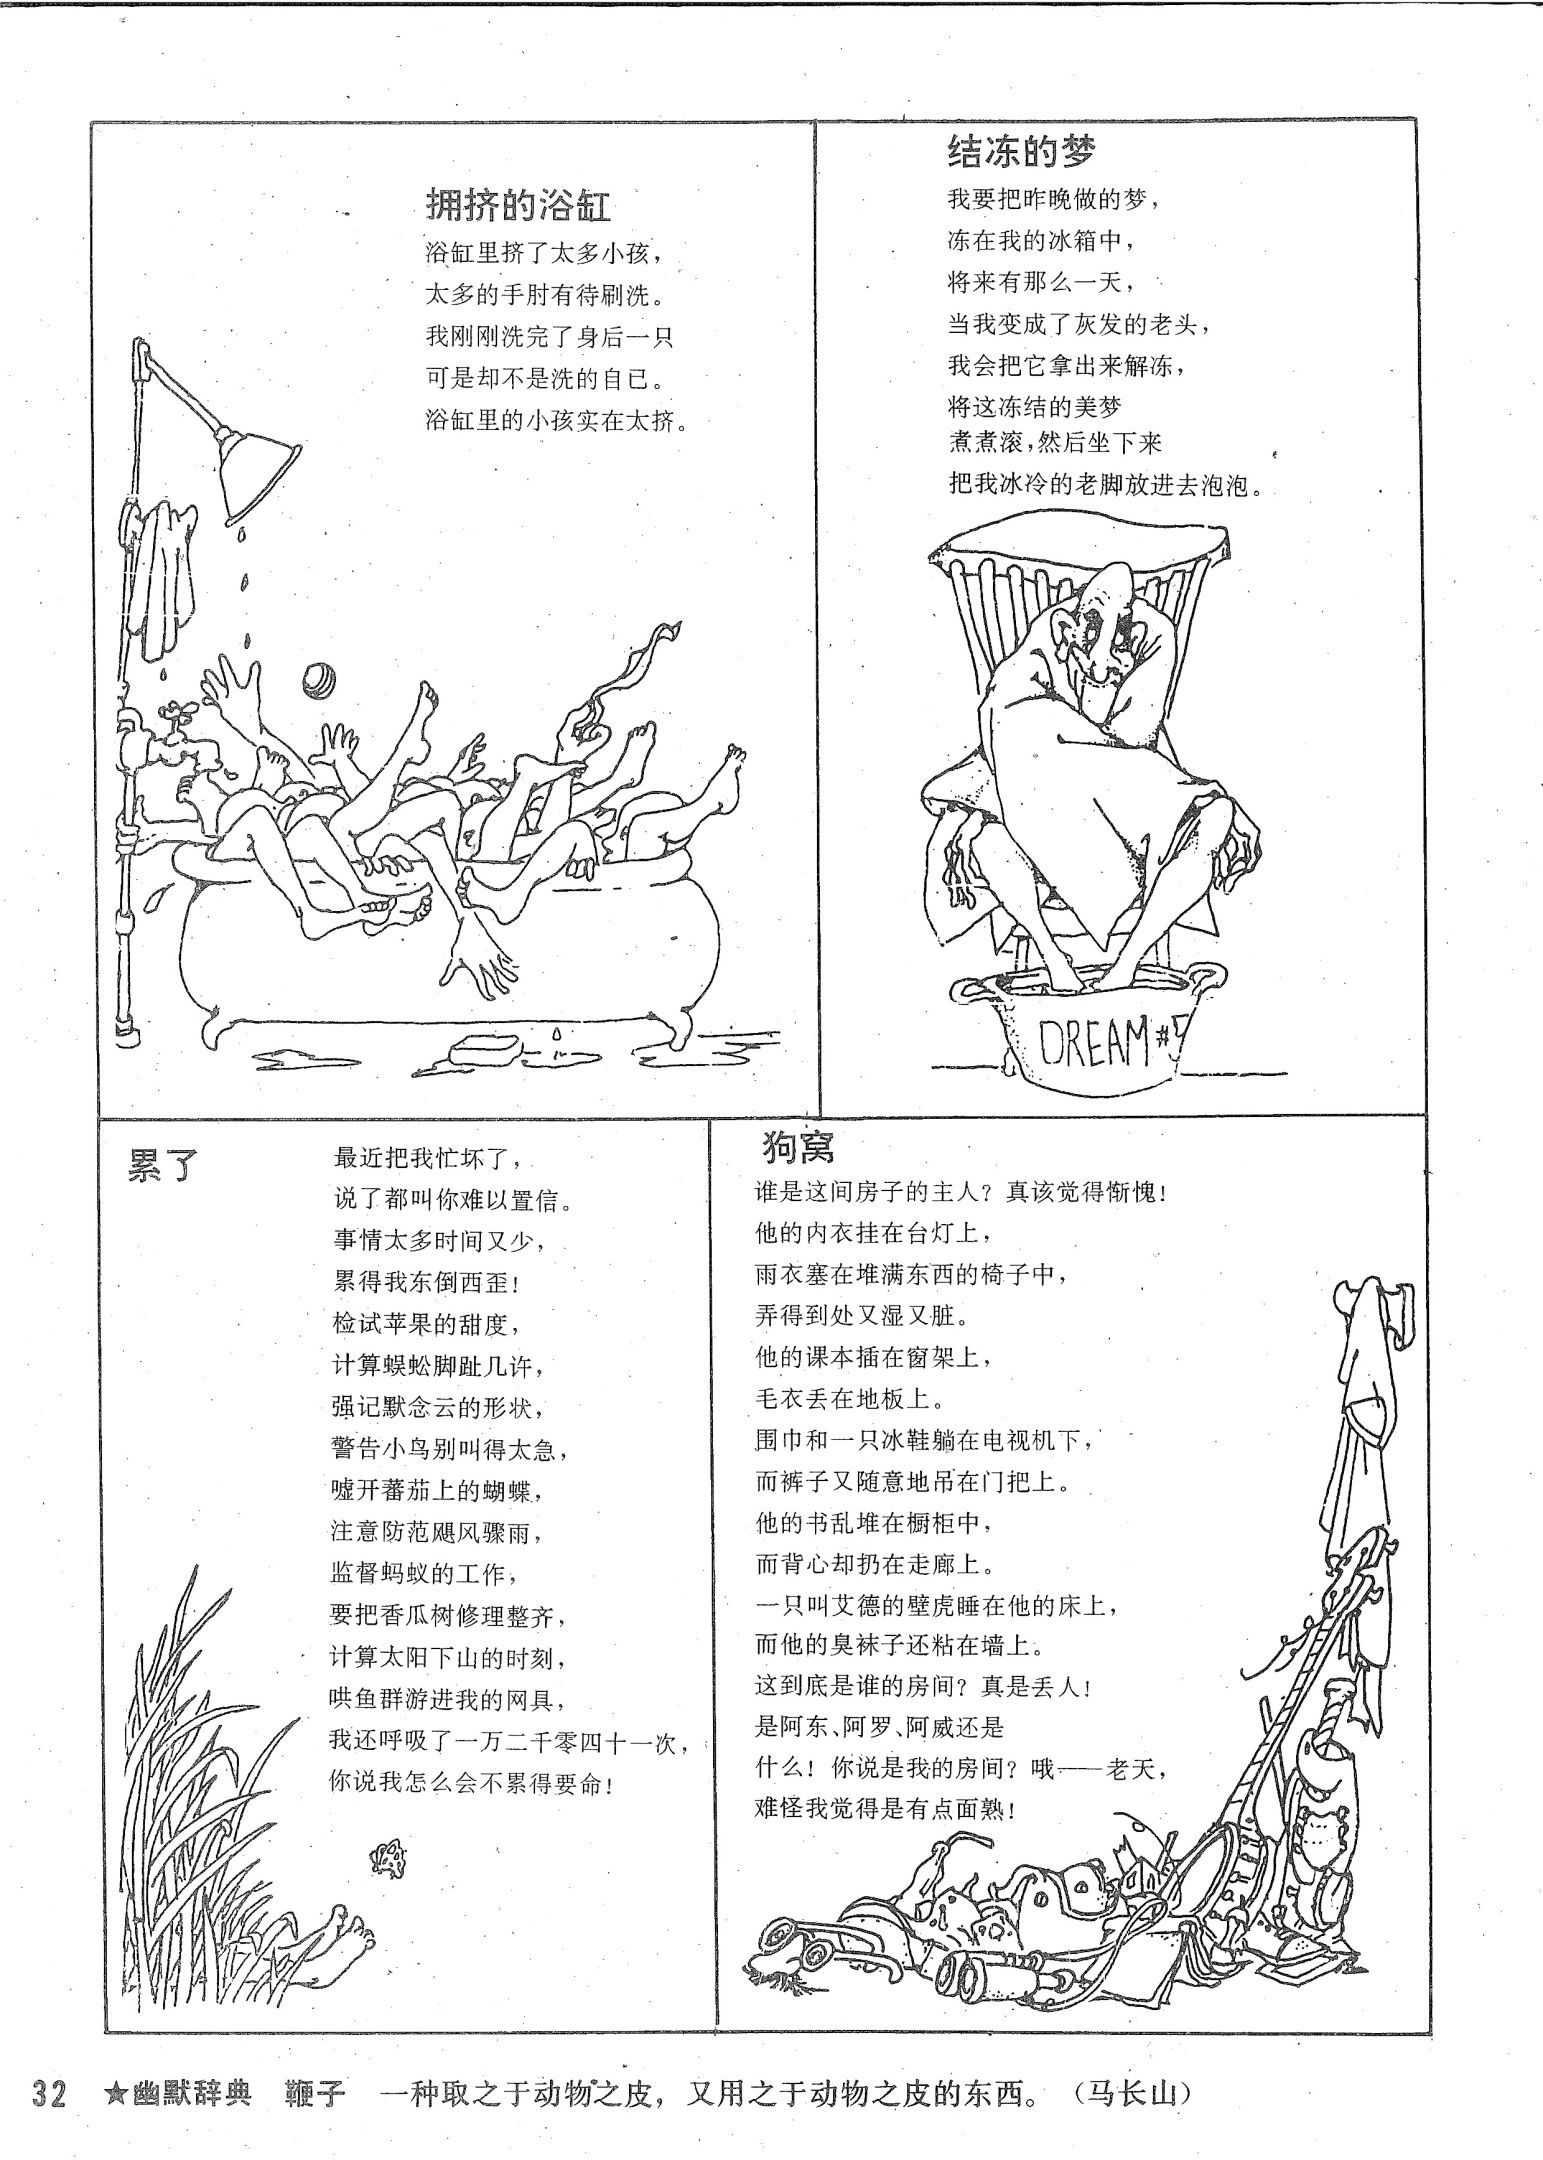 拥挤的浴缸
浴缸里挤了太多小孩，
太多的手肘有待刷洗。
我刚刚洗完了身后一只
可是却不是洗的自已。
浴缸里的小孩实在太挤。
结冻的梦
我要把昨晚做的梦，
冻在我的冰箱中，
将来有那么一天，
当我变成了灰发的老头，
我会把它拿出来解冻，
将这冻结的美梦
煮煮滚，然后坐下来
把我冰冷的老脚放进去泡泡。
DREAM #5
累了
最近把我忙坏了，
说了都叫你难以置信。
事情太多时间又少，
累得我东倒西歪！
检试苹果的甜度，
计算蜈蚣脚趾几许，
强记默念云的形状，
警告小鸟别叫得太急，
嘘开蕃茄上的蝴蝶，
注意防范飓风骤雨，
监督蚂蚁的工作，
要把香瓜树修理整齐，
计算太阳下山的时刻，
哄鱼群游进我的网具，
我还呼吸了一万二千零四十一次，
你说我怎么会不累得要命！
狗窝
谁是这间房子的主人？真该觉得惭愧！
他的内衣挂在台灯上，
雨衣塞在堆满东西的椅子中，
弄得到处又湿又脏。
他的课本插在窗架上，
毛衣丢在地板上。
围巾和一只冰鞋躺在电视机下，
而裤子又随意地吊在门把上。
他的书乱堆在橱柜中，
而背心却扔在走廊上。
一只叫艾德的壁虎睡在他的床上，
而他的臭袜子还粘在墙上。
这到底是谁的房间？真是丢人！
是阿东、阿罗、阿威还是
什么！你说是我的房间？哦——老天，
难怪我觉得是有点面熟！
32 ★幽默辞典 鞭子 一种取之于动物之皮，又用之于动物之皮的东西。（马长山）